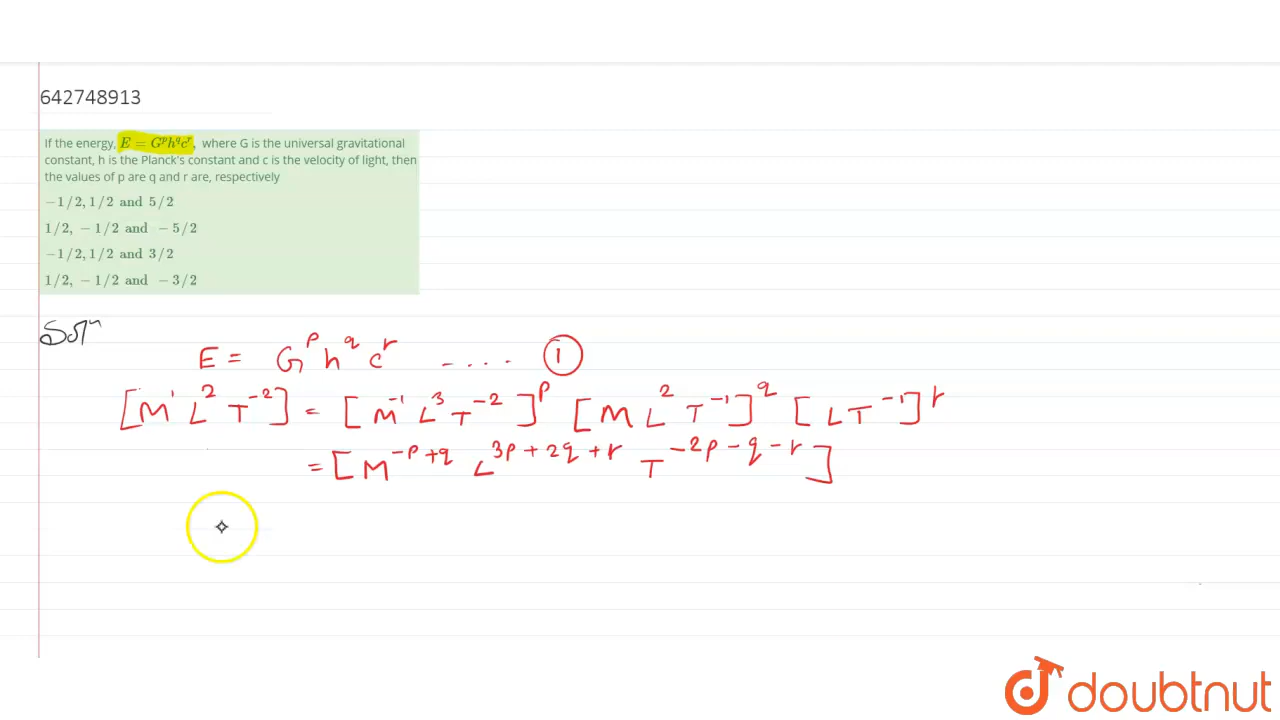 642748913
If the energy, E = G^p h^q c^r, where G is the universal gravitational
constant, h is the Planck's constant and c is the velocity of light, then
the values of p are q and r are, respectively
−1/2, 1/2 and 5/2
1/2, −1/2 and −5/2
−1/2, 1/2 and 3/2
1/2, −1/2 and −3/2
Solⁿ
E = G^p h^q c^r -.... ①
[M^1 L^2 T^-2] = [M^-1 L^3 T^-2]^p [M L^2 T^-1]^q [L T^-1]^r
= [M^-p+q L^3p+2q+r T^-2p-q-r]
doubtnut